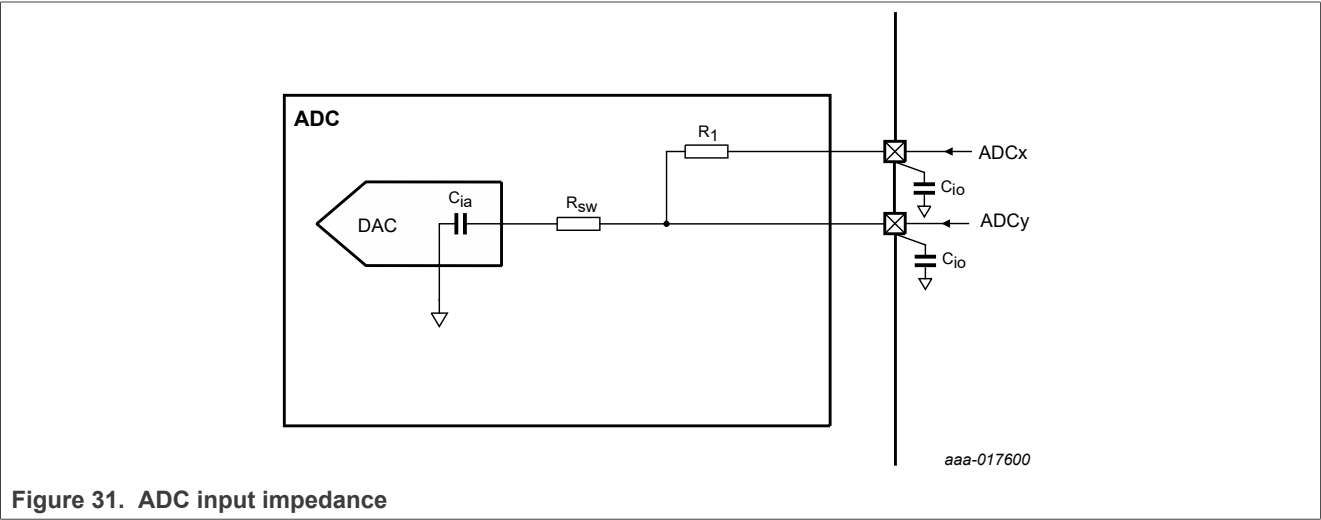 ADC
R1
ADCx
Cio
Cia
Rsw
DAC
ADCy
Cio
aaa-017600
Figure 31. ADC input impedance